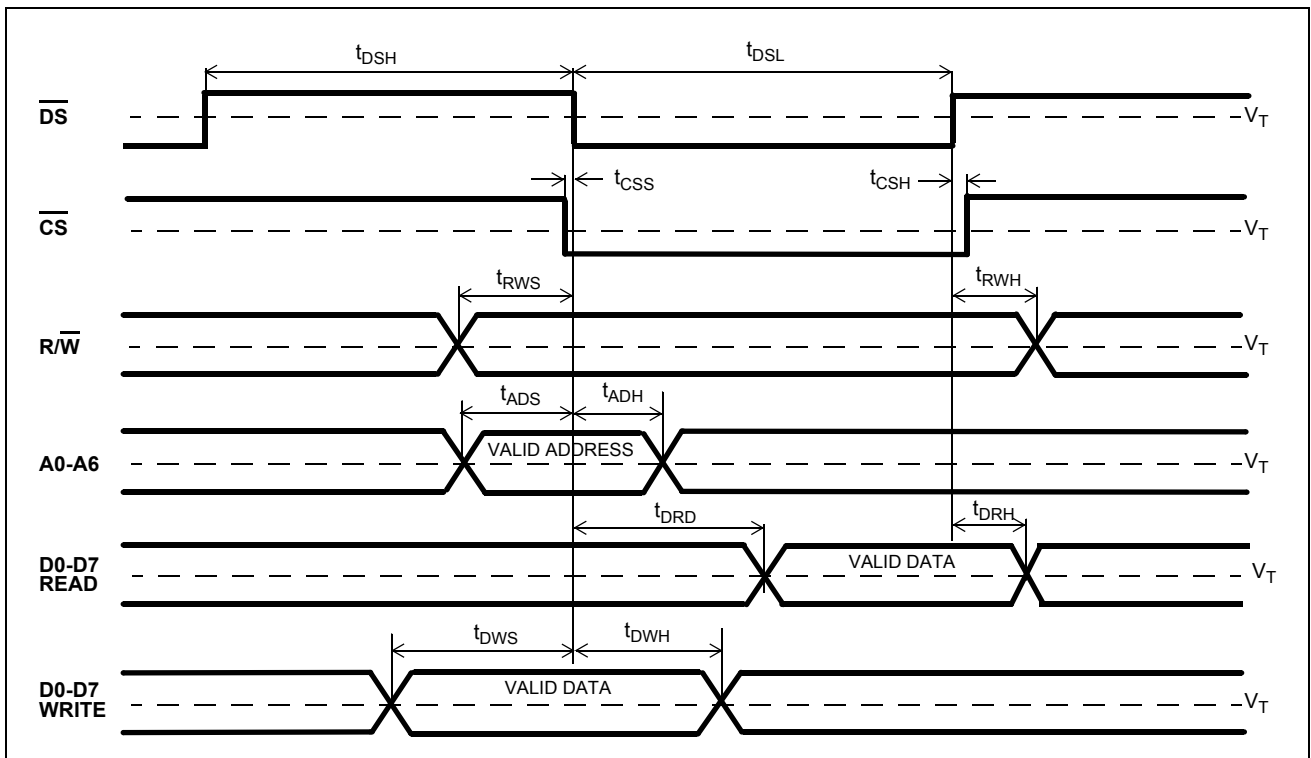 tDSH
tDSL
DS
VT
tCSS
tCSH
CS
VT
tRWS
tRWH
R/W
VT
tADS
tADH
VALID ADDRESS
A0-A6
VT
tDRD
tDRH
D0-D7
READ
VALID DATA
VT
tDWS
tDWH
D0-D7
WRITE
VALID DATA
VT